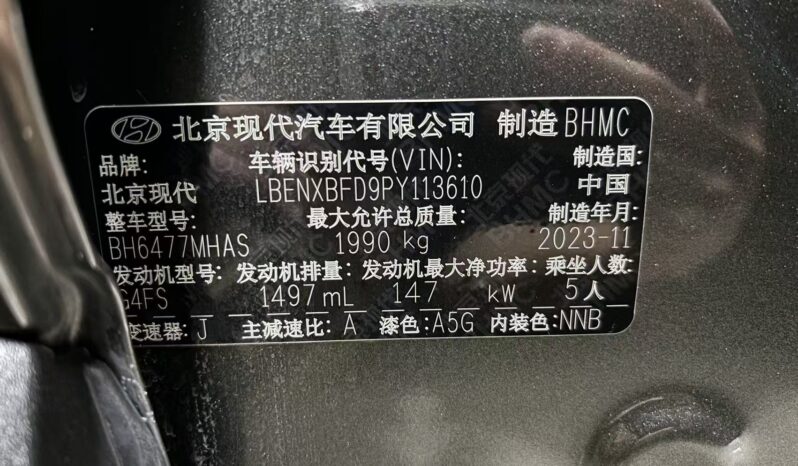 北京现代汽车有限公司 制造 BHMC
品牌: 车辆识别代号(VIN): 制造国:
北京现代 LBENXBFD9PY113610 中国
整车型号: 最大允许总质量: 制造年月:
BH6477MHAS 1990 kg 2023-11
发动机型号: 发动机排量: 发动机最大净功率: 乘坐人数:
G4FS 1497 mL 147 kW 5人
变速器: J 主减速比: A 漆色: A5G 内装色: NNB